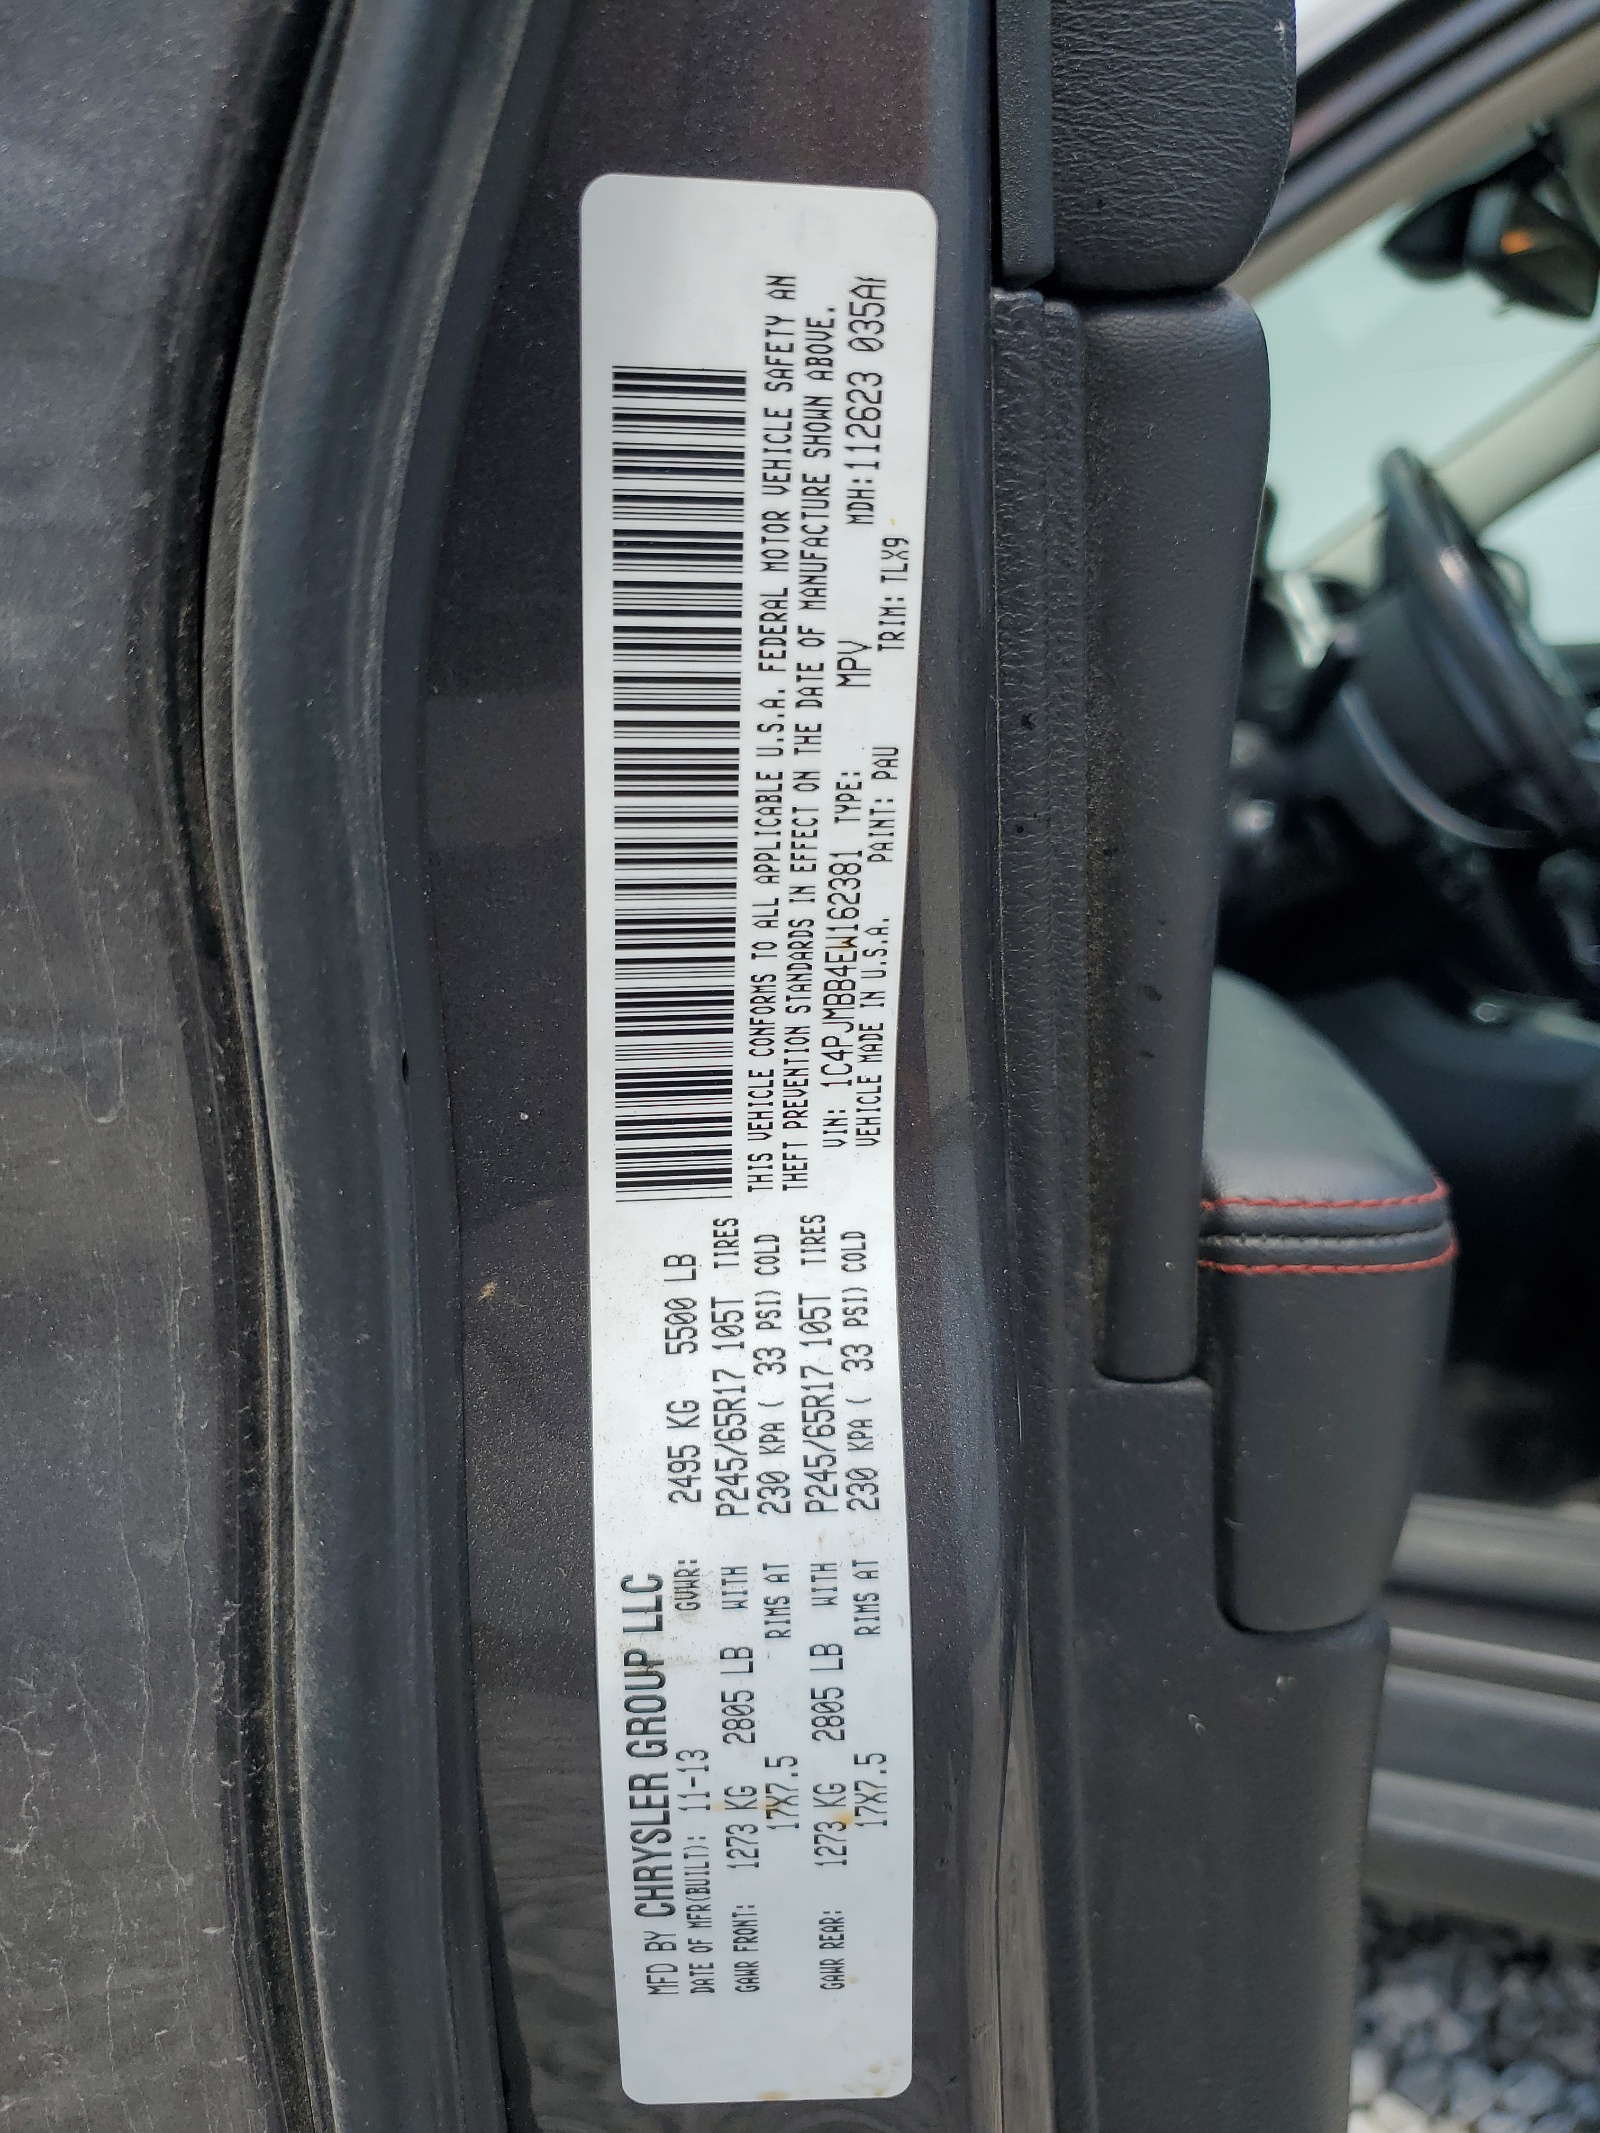 MFD BY CHRYSLER GROUP LLC
DATE OF MFR(BUILT): 11-13 GVWR: 2495 KG 5500 LB
GAWR FRONT: 1273 KG 2805 LB WITH P245/65R17 105T TIRES
17X7.5 RIMS AT 230 KPA ( 33 PSI) COLD
GAWR REAR: 1273 KG 2805 LB WITH P245/65R17 105T TIRES
17X7.5 RIMS AT 230 KPA ( 33 PSI) COLD
THIS VEHICLE CONFORMS TO ALL APPLICABLE U.S.A. FEDERAL MOTOR VEHICLE SAFETY AN
THEFT PREVENTION STANDARDS IN EFFECT ON THE DATE OF MANUFACTURE SHOWN ABOVE.
VIN: 1C4PJMBB4EW162381 TYPE: MPV MDH:112623 035A
VEHICLE MADE IN U.S.A. PAINT: PAU TRIM: TLX9